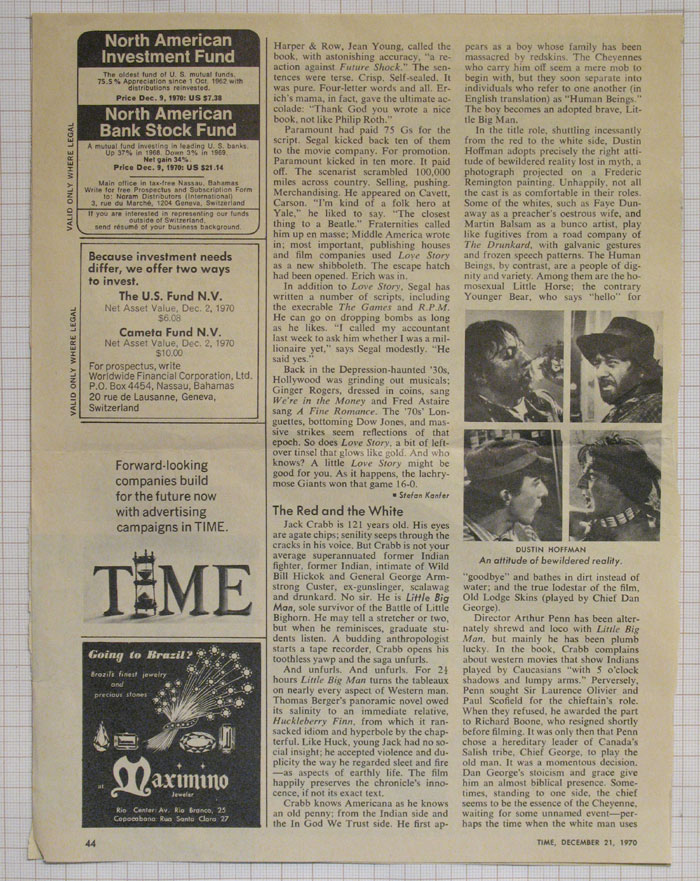 North American
Investment Fund
The oldest fund of U. S. mutual funds.
75.5 % Appreciation since 1 Oct. 1962 with
distributions reinvested.
Price Dec. 9, 1970: US $7.38
North American
Bank Stock Fund
A mutual fund investing in leading U. S. banks.
Up 37% in 1968. Down 3% in 1969.
Net gain 34%.
Price Dec. 9, 1970: US $21.14
Main office in tax-free Nassau, Bahamas
Write for free Prospectus and Subscription Form
to: Noram Distributors (International)
3, rue du Marché, 1204 Geneva, Switzerland
If you are interested in representing our funds
outside of Switzerland,
send résumé of your business background.
VALID ONLY WHERE LEGAL
Because investment needs
differ, we offer two ways
to invest.
The U.S. Fund N.V.
Net Asset Value, Dec. 2, 1970
$6.08
Cameta Fund N.V.
Net Asset Value, Dec. 2, 1970
$10.00
For prospectus, write
Worldwide Financial Corporation, Ltd.
P.O. Box 4454, Nassau, Bahamas
20 rue de Lausanne, Geneva,
Switzerland
VALID ONLY WHERE LEGAL
Forward-looking
companies build
for the future now
with advertising
campaigns in TIME.
TIME
Going to Brazil?
Brazil's finest jewelry
and
precious stones
at
Maximino
Jeweler
Rio Center: Av. Rio Branco, 25
Copacabana: Rua Santa Clara 27
Harper & Row, Jean Young, called the
book, with astonishing accuracy, "a re-
action against Future Shock." The sen-
tences were terse. Crisp. Self-sealed. It
was pure. Four-letter words and all. Er-
ich's mama, in fact, gave the ultimate ac-
colade: "Thank God you wrote a nice
book, not like Philip Roth."
Paramount had paid 75 Gs for the
script. Segal kicked back ten of them
to the movie company. For promotion.
Paramount kicked in ten more. It paid
off. The scenarist scrambled 100,000
miles across country. Selling, pushing.
Merchandising. He appeared on Cavett,
Carson. "I'm kind of a folk hero at
Yale," he liked to say. "The closest
thing to a Beatle." Fraternities called
him up en masse; Middle America wrote
in; most important, publishing houses
and film companies used Love Story
as a new shibboleth. The escape hatch
had been opened. Erich was in.
In addition to Love Story, Segal has
written a number of scripts, including
the execrable The Games and R.P.M.
He can go on dropping bombs as long
as he likes. "I called my accountant
last week to ask him whether I was a mil-
lionaire yet," says Segal modestly. "He
said yes."
Back in the Depression-haunted '30s,
Hollywood was grinding out musicals;
Ginger Rogers, dressed in coins, sang
We're in the Money and Fred Astaire
sang A Fine Romance. The '70s' Lon-
guettes, bottoming Dow Jones, and mas-
sive strikes seem reflections of that
epoch. So does Love Story, a bit of left-
over tinsel that glows like gold. And who
knows? A little Love Story might be
good for you. As it happens, the lachry-
mose Giants won that game 16-0.
■ Stefan Kanfer
The Red and the White
Jack Crabb is 121 years old. His eyes
are agate chips; senility seeps through the
cracks in his voice. But Crabb is not your
average superannuated former Indian
fighter, former Indian, intimate of Wild
Bill Hickok and General George Arm-
strong Custer, ex-gunslinger, scalawag
and drunkard. No sir. He is Little Big
Man, sole survivor of the Battle of Little
Bighorn. He may tell a stretcher or two,
but when he reminisces, graduate stu-
dents listen. A budding anthropologist
starts a tape recorder, Crabb opens his
toothless yawp and the saga unfurls.
And unfurls. And unfurls. For 2½
hours Little Big Man turns the tableaux
on nearly every aspect of Western man.
Thomas Berger's panoramic novel owed
its salinity to an immediate relative,
Huckleberry Finn, from which it ran-
sacked idiom and hyperbole by the chap-
terful. Like Huck, young Jack had no so-
cial insight; he accepted violence and du-
plicity the way he regarded sleet and fire
—as aspects of earthly life. The film
happily preserves the chronicle's inno-
cence, if not its exact text.
Crabb knows Americana as he knows
an old penny; from the Indian side and
the In God We Trust side. He first ap-
pears as a boy whose family has been
massacred by redskins. The Cheyennes
who carry him off seem a mere mob to
begin with, but they soon separate into
individuals who refer to one another (in
English translation) as "Human Beings."
The boy becomes an adopted brave, Lit-
tle Big Man.
In the title role, shuttling incessantly
from the red to the white side, Dustin
Hoffman adopts precisely the right atti-
tude of bewildered reality lost in myth, a
photograph projected on a Frederic
Remington painting. Unhappily, not all
the cast is as comfortable in their roles.
Some of the whites, such as Faye Dun-
away as a preacher's oestrous wife, and
Martin Balsam as a bunco artist, play
like fugitives from a road company of
The Drunkard, with galvanic gestures
and frozen speech patterns. The Human
Beings, by contrast, are a people of dig-
nity and variety. Among them are the ho-
mosexual Little Horse; the contrary
Younger Bear, who says "hello" for
DUSTIN HOFFMAN
An attitude of bewildered reality.
"goodbye" and bathes in dirt instead of
water; and the true lodestar of the film,
Old Lodge Skins (played by Chief Dan
George).
Director Arthur Penn has been alter-
nately shrewd and loco with Little Big
Man, but mainly he has been plumb
lucky. In the book, Crabb complains
about western movies that show Indians
played by Caucasians "with 5 o'clock
shadows and lumpy arms." Perversely,
Penn sought Sir Laurence Olivier and
Paul Scofield for the chieftain's role.
When they refused, he awarded the part
to Richard Boone, who resigned shortly
before filming. It was only then that Penn
chose a hereditary leader of Canada's
Salish tribe, Chief George, to play the
old man. It was a momentous decision.
Dan George's stoicism and grace give
him an almost biblical presence. Some-
times, standing to one side, the chief
seems to be the essence of the Cheyenne,
waiting for some unnamed event—per-
haps the time when the white man uses
44
TIME, DECEMBER 21, 1970